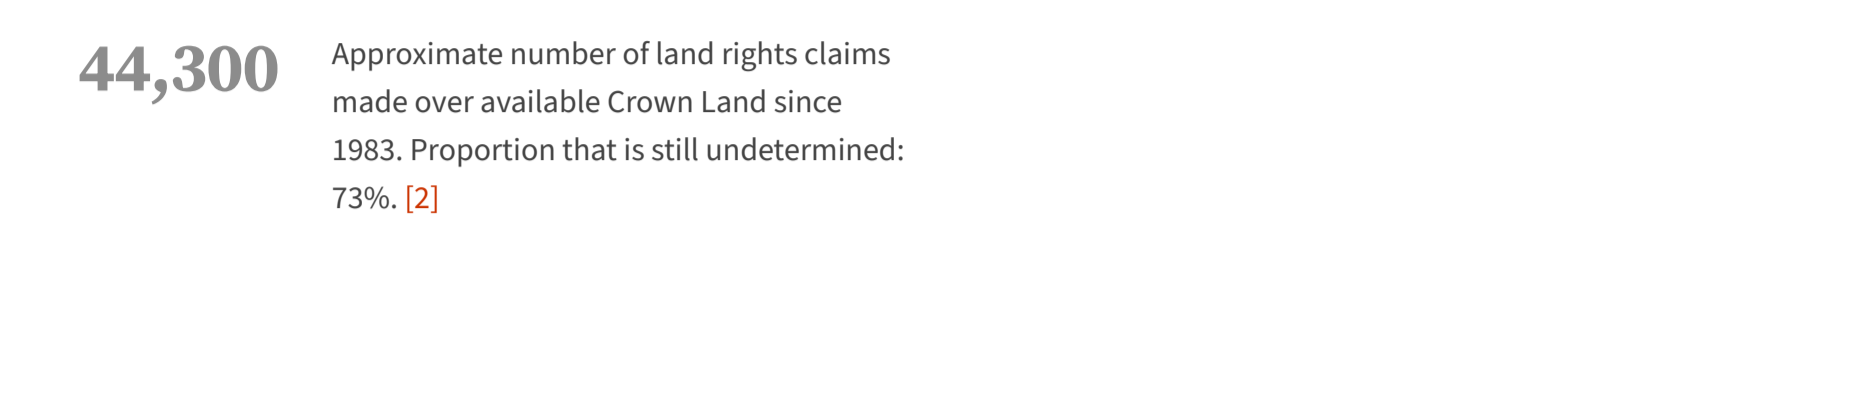 44,300
Approximate number of land rights claims
made over available Crown Land since
1983. Proportion that is still undetermined:
73%. [2]